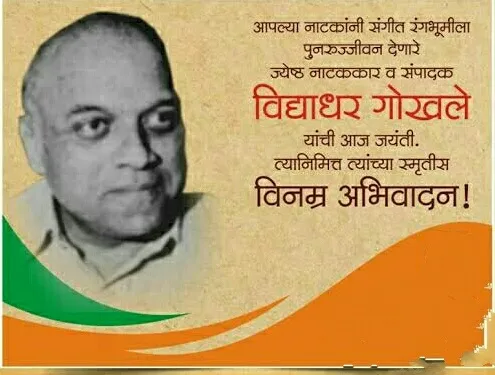 आपल्या नाटकांनी संगीत रंगभूमीला
पुनरुज्जीवन देणारे
ज्येष्ठ नाटककार व संपादक
विद्याधर गोखले
यांची आज जयंती.
त्यानिमित्त त्यांच्या स्मृतीस
विनम्र अभिवादन!